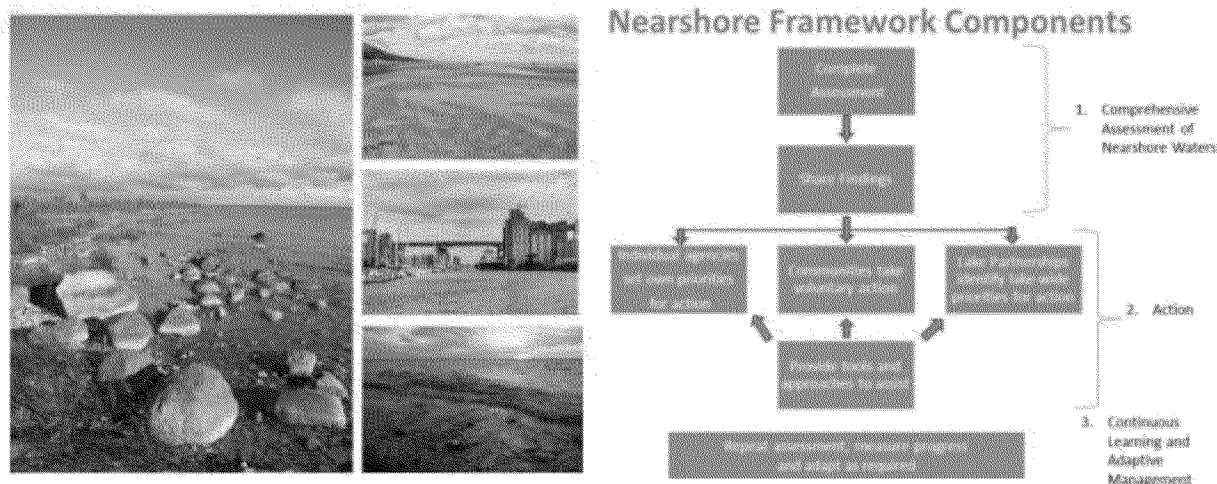 Nearshore Framework Components
Complete
Assessment
Share Findings
1. Comprehensive
Assessment of
Nearshore Waters
Individual agencies
set own priorities
for action
Communities take
voluntary action
Lake Partnerships
identify
priorities for action
2. Action
Provide tools and
approaches to assist
3. Continuous
Learning and
Adaptive
Management
Repeat assessment, measure progress
and adapt as required